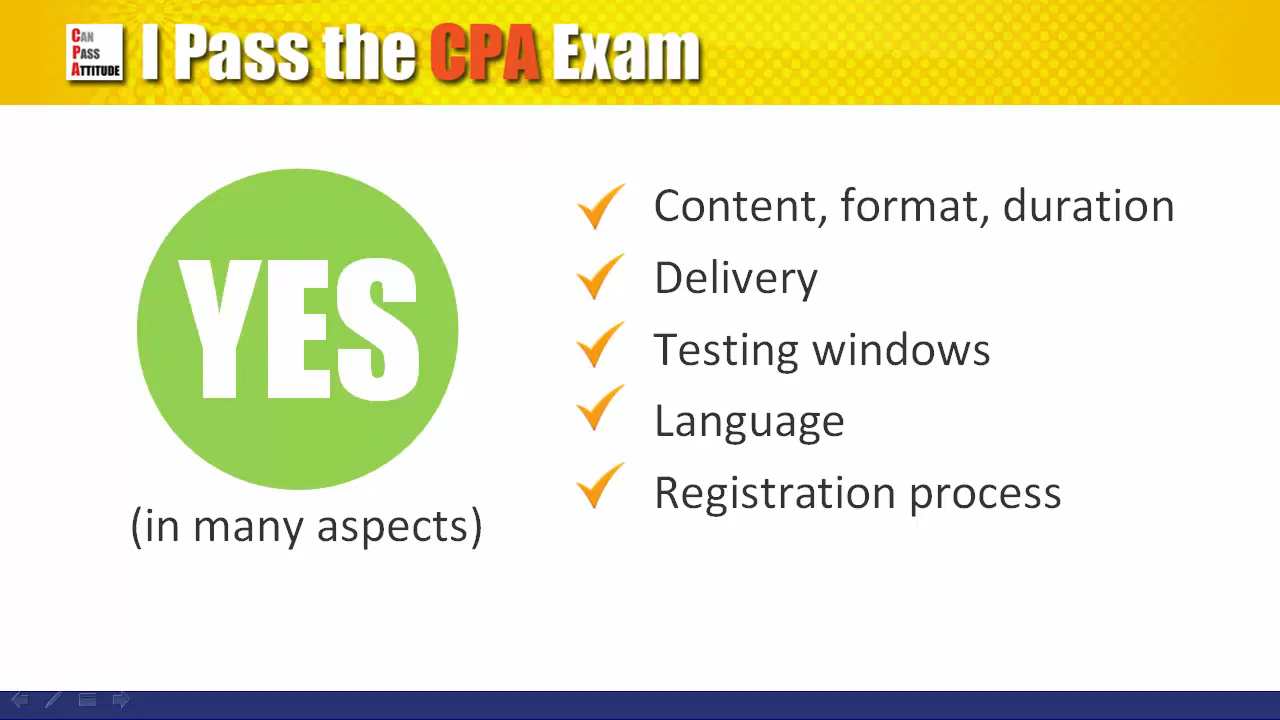 CAN
PASS
ATTITUDE
I Pass the CPA Exam
YES
(in many aspects)
Content, format, duration
Delivery
Testing windows
Language
Registration process